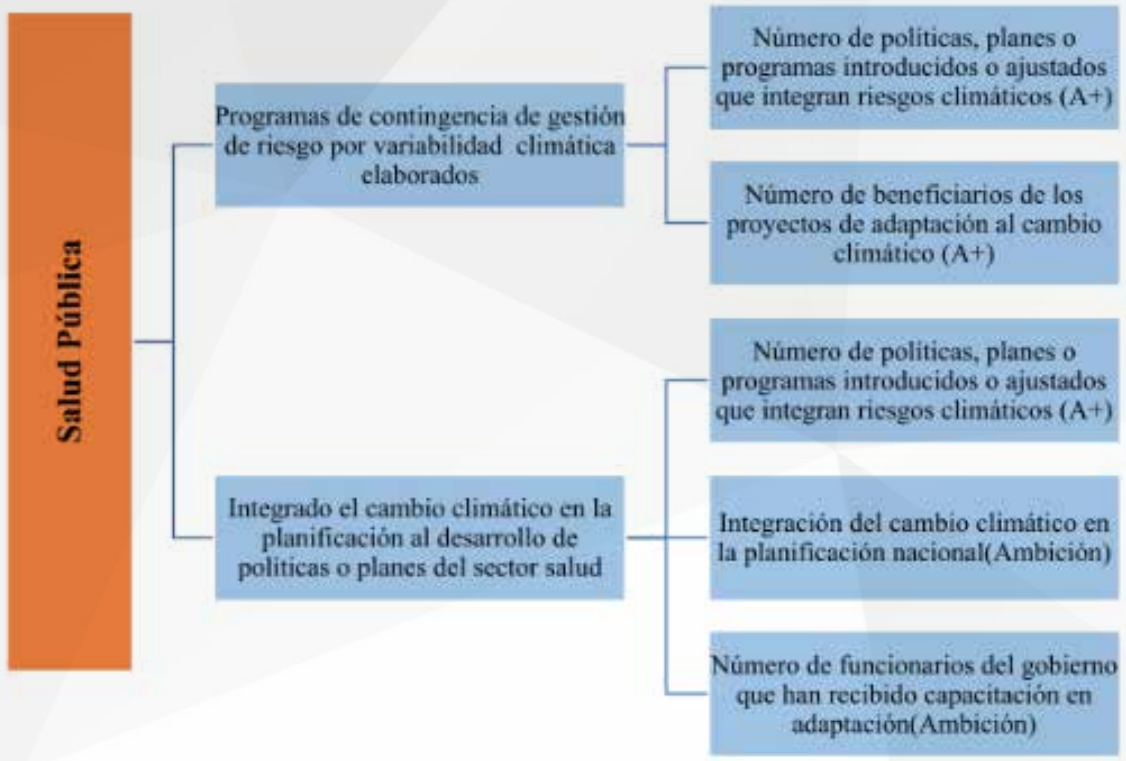 Salud Pública
Programas de contingencia de gestión
de riesgo por variabilidad climática
elaborados
Número de políticas, planes o
programas introducidos o ajustados
que integran riesgos climáticos (A+)
Número de beneficiarios de los
proyectos de adaptación al cambio
climático (A+)
Integrado el cambio climático en la
planificación al desarrollo de
politicas o planes del sector salud
Número de políticas, planes o
programas introducidos o ajustados
que integran riesgos climáticos (A+)
Integración del cambio climático en
la planificación nacional(Ambición)
Número de funcionarios del gobierno
que han recibido capacitación en
adaptación(Ambición)